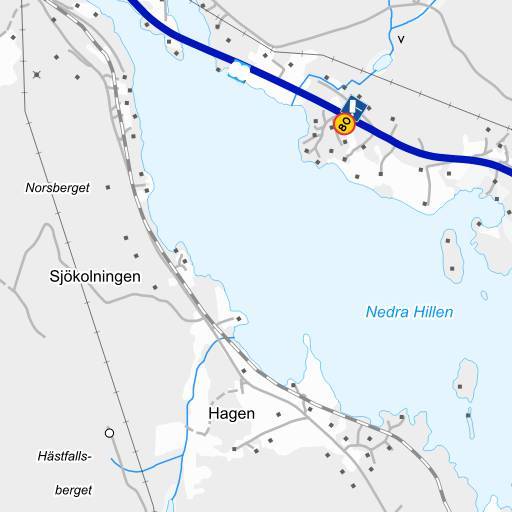 80
Norsberget
Sjökolningen
Nedra Hillen
Hagen
Hästfalls-
berget